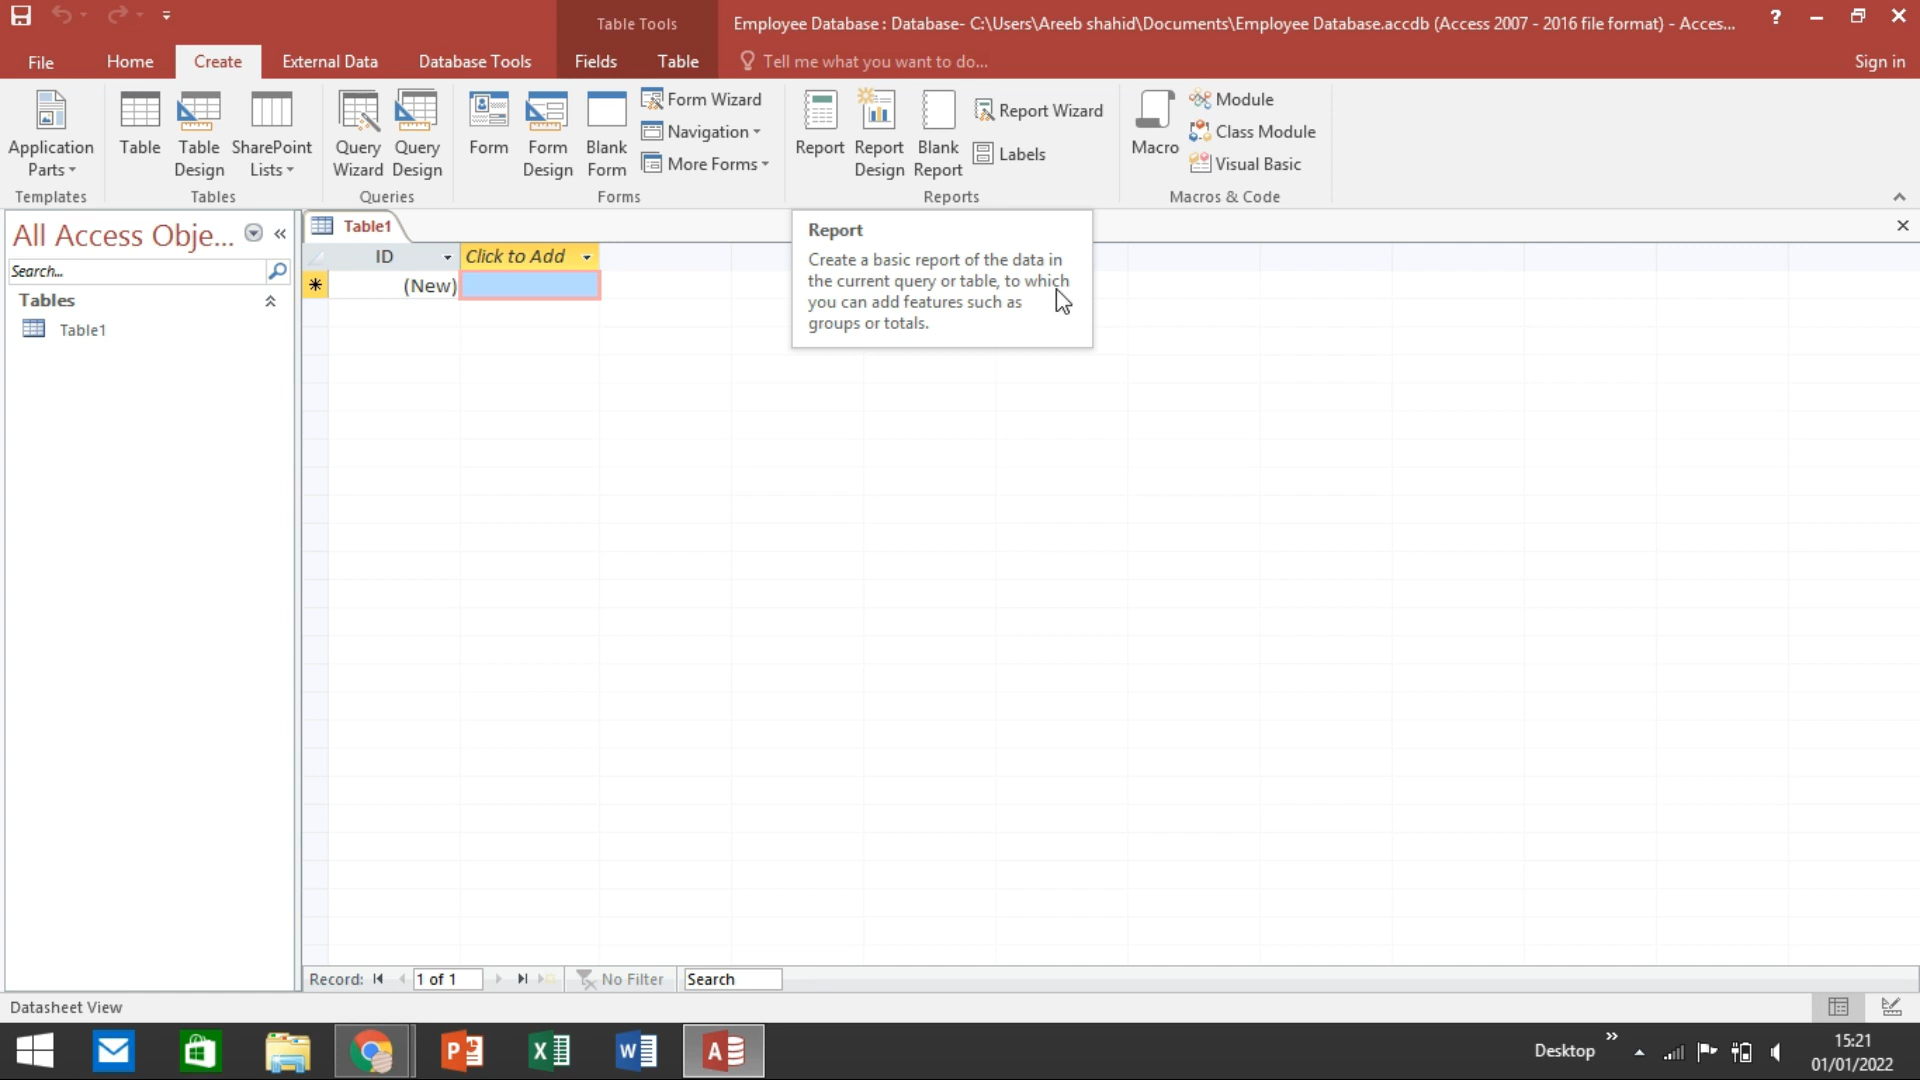 Table Tools
Employee Database : Database- C:\Users\Areeb shahid\Documents\Employee Database.accdb (Access 2007 - 2016 file format) - Acces...
?
File
Home
Create
External Data
Database Tools
Fields
Table
Tell me what you want to do...
Sign in
Application
Parts
Table
Table
Design
SharePoint
Lists
Query
Wizard
Query
Design
Form
Form
Design
Blank
Form
Form Wizard
Navigation
More Forms
Report
Report
Design
Blank
Report
Report Wizard
Labels
Macro
Module
Class Module
Visual Basic
Templates
Tables
Queries
Forms
Reports
Macros & Code
All Access Obje...
Search...
Tables
Table1
Table1
ID
Click to Add
(New)
Report
Create a basic report of the data in
the current query or table, to which
you can add features such as
groups or totals.
Record:
1 of 1
No Filter
Search
Datasheet View
Desktop
15:21
01/01/2022